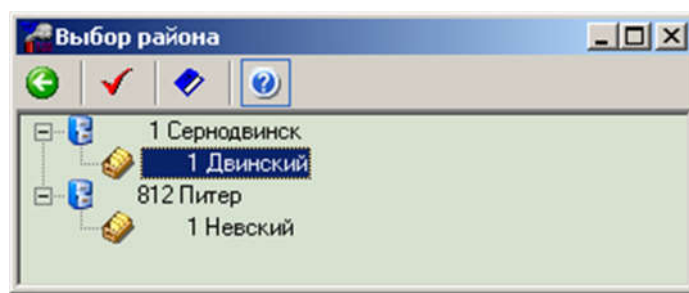 Выбор района
1 Сернодвинск
1 Двинский
812 Питер
1 Невский